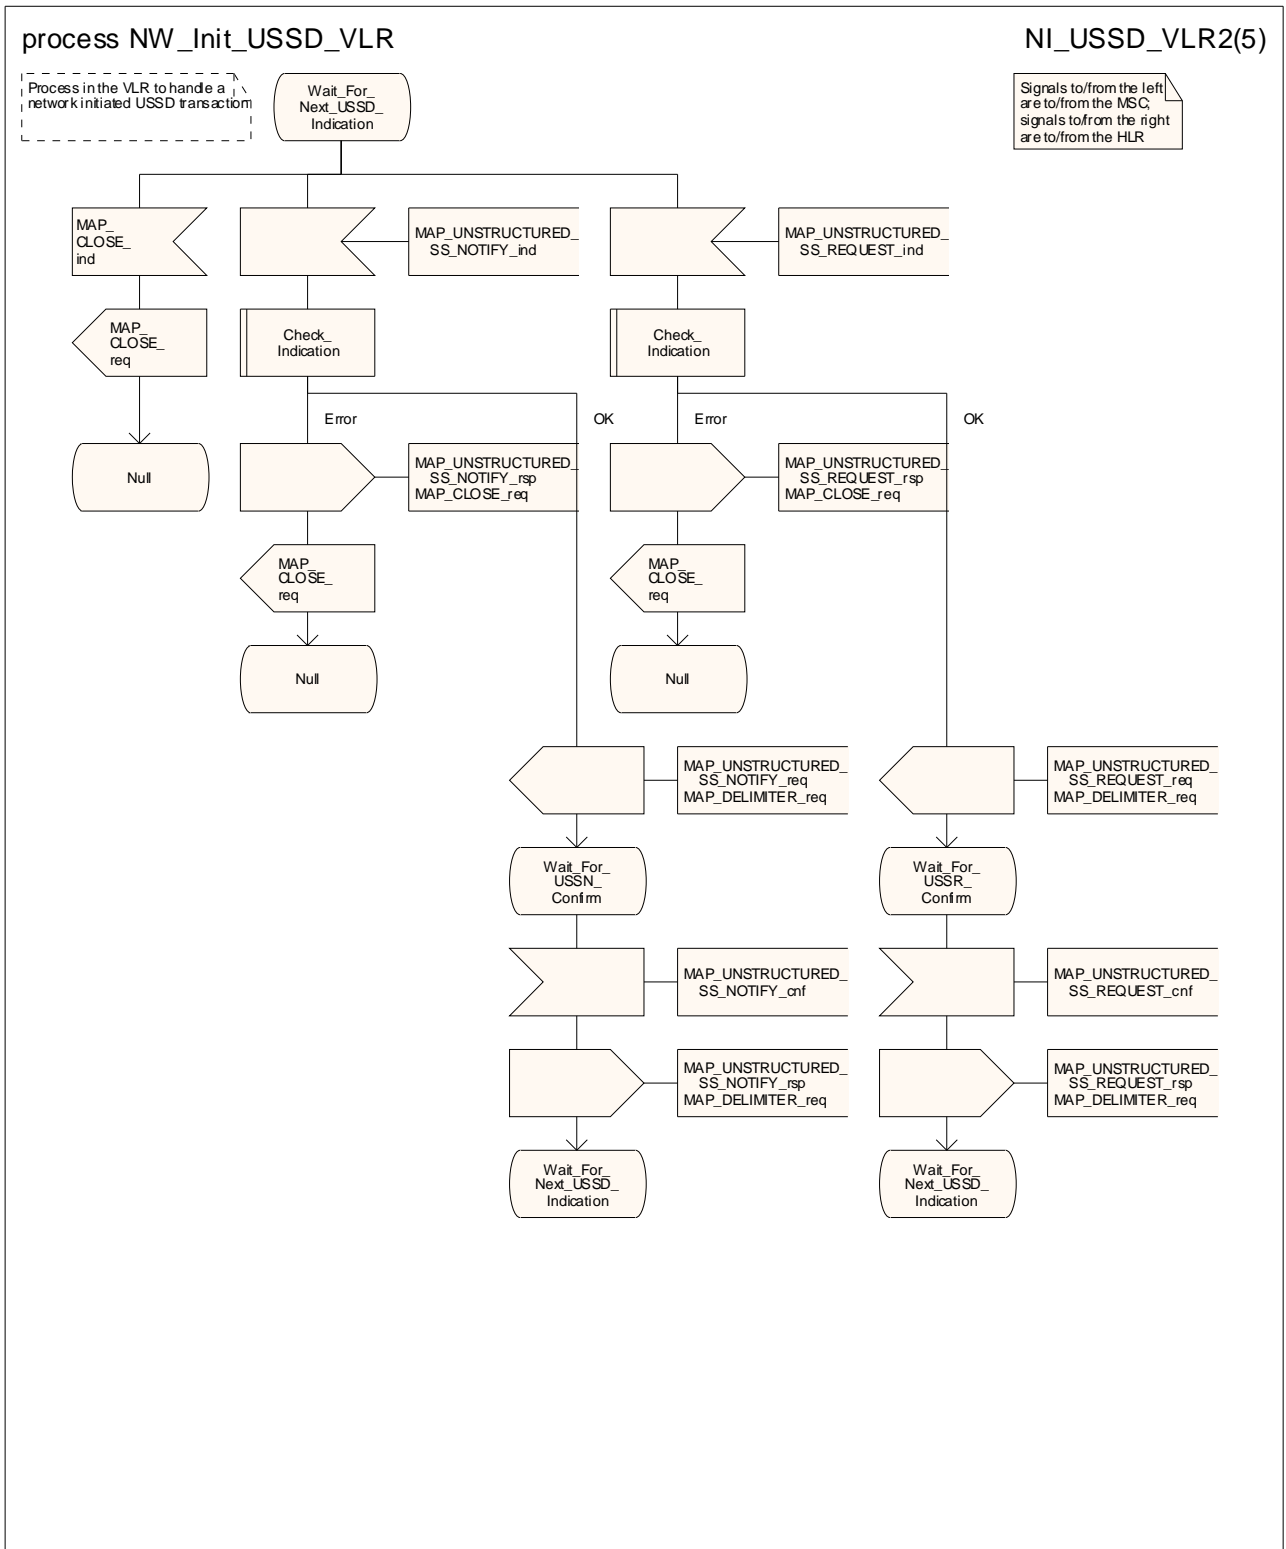 process NW_Init_USSD_VLR
NI_USSD_VLR2(5)
Process in the VLR to handle a
network initiated USSD transaction
Wait_For_
Next_USSD_
Indication
Signals to/from the left
are to/from the MSC;
signals to/from the right
are to/from the HLR
MAP_
CLOSE_
ind
MAP_UNSTRUCTURED_
SS_NOTIFY_ind
MAP_UNSTRUCTURED_
SS_REQUEST_ind
MAP_
CLOSE_
req
Check_
Indication
Check_
Indication
Error
OK
Error
OK
Null
MAP_UNSTRUCTURED_
SS_NOTIFY_rsp
MAP_CLOSE_req
MAP_UNSTRUCTURED_
SS_REQUEST_rsp
MAP_CLOSE_req
MAP_
CLOSE_
req
MAP_
CLOSE_
req
Null
Null
MAP_UNSTRUCTURED_
SS_NOTIFY_req
MAP_DELIMITER_req
MAP_UNSTRUCTURED_
SS_REQUEST_req
MAP_DELIMITER_req
Wait_For_
USSN_
Confirm
Wait_For_
USSR_
Confirm
MAP_UNSTRUCTURED_
SS_NOTIFY_cnf
MAP_UNSTRUCTURED_
SS_REQUEST_cnf
MAP_UNSTRUCTURED_
SS_NOTIFY_rsp
MAP_DELIMITER_req
MAP_UNSTRUCTURED_
SS_REQUEST_rsp
MAP_DELIMITER_req
Wait_For_
Next_USSD_
Indication
Wait_For_
Next_USSD_
Indication